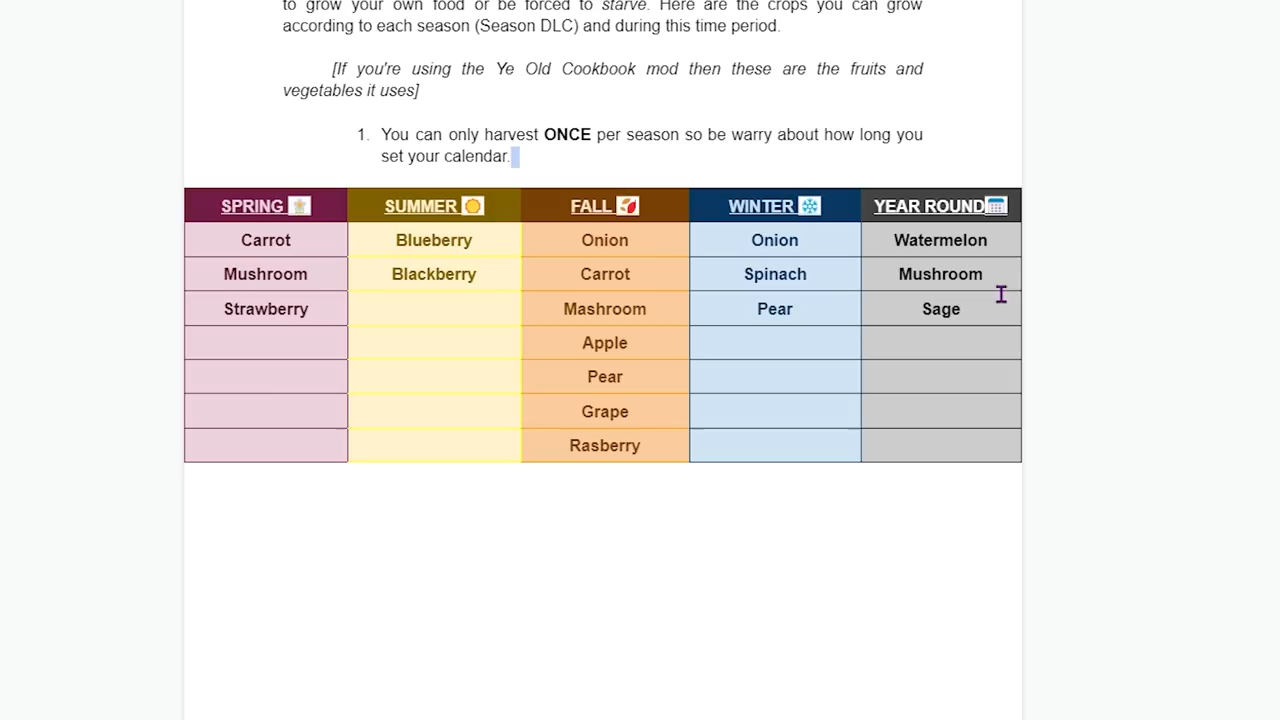 to grow your own food or be forced to starve. Here are the crops you can grow
according to each season (Season DLC) and during this time period.
[If you're using the Ye Old Cookbook mod then these are the fruits and
vegetables it uses]
1. You can only harvest ONCE per season so be warry about how long you
set your calendar.
SPRING SUMMER FALL WINTER YEAR ROUND
Carrot Blueberry Onion Onion Watermelon
Mushroom Blackberry Carrot Spinach Mushroom
Strawberry Mashroom Pear Sage
Apple
Pear
Grape
Rasberry